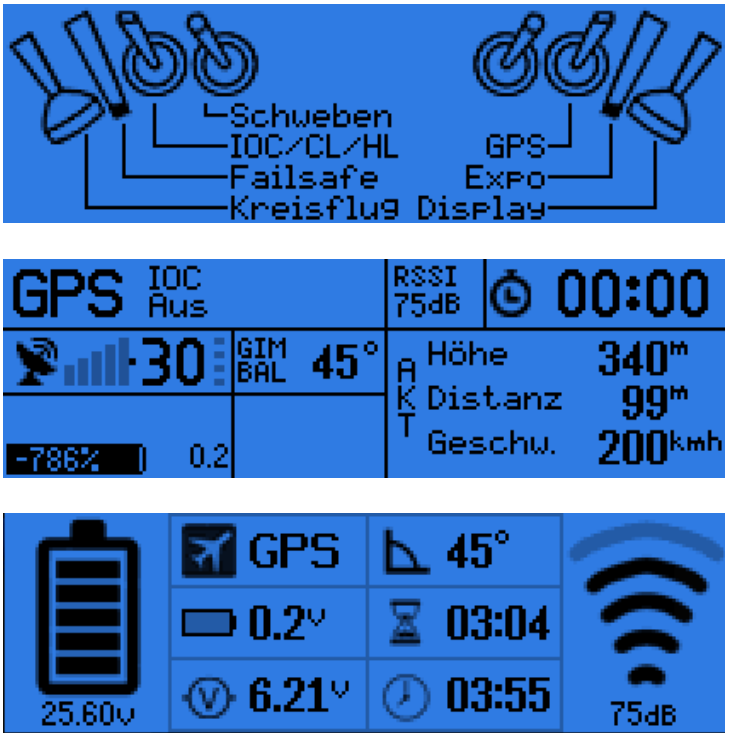 Schweben
IOC/CL/HL GPS
Failsafe Expo
Kreisflug Display
GPS IOC Aus RSSI 75dB 00:00
30 GIM BAL 45° AKT Höhe 340m
Distanz 99m
-786% 0.2 Geschw. 200kmh
GPS 45°
0.2V 03:04
V 6.21V 03:55
25.60v 75dB